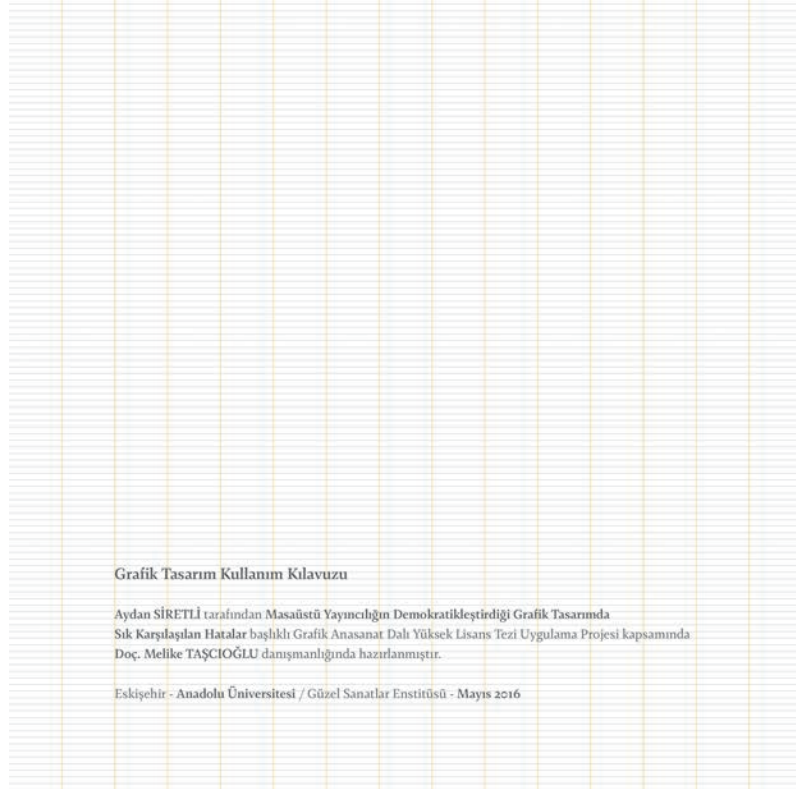 Grafik Tasarım Kullanım Kılavuzu
Aydan SİRETLİ tarafından Masaüstü Yayıncılığın Demokratikleştirdiği Grafik Tasarımda
Sık Karşılaşılan Hatalar başlıklı Grafik Anasanat Dalı Yüksek Lisans Tezi Uygulama Projesi kapsamında
Doç. Melike TAŞCIOĞLU danışmanlığında hazırlanmıştır.
Eskişehir - Anadolu Üniversitesi / Güzel Sanatlar Enstitüsü - Mayıs 2016